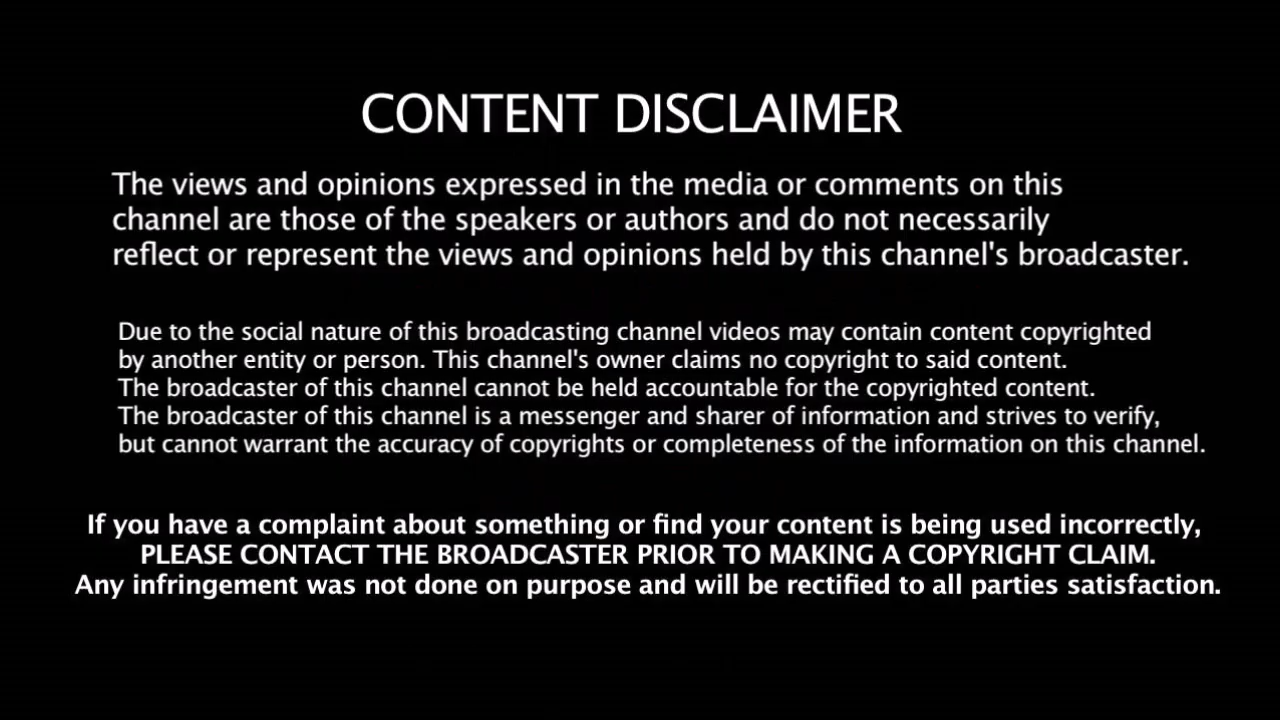 CONTENT DISCLAIMER
The views and opinions expressed in the media or comments on this
channel are those of the speakers or authors and do not necessarily
reflect or represent the views and opinions held by this channel's broadcaster.
Due to the social nature of this broadcasting channel videos may contain content copyrighted
by another entity or person. This channel's owner claims no copyright to said content.
The broadcaster of this channel cannot be held accountable for the copyrighted content.
The broadcaster of this channel is a messenger and sharer of information and strives to verify,
but cannot warrant the accuracy of copyrights or completeness of the information on this channel.
If you have a complaint about something or find your content is being used incorrectly,
PLEASE CONTACT THE BROADCASTER PRIOR TO MAKING A COPYRIGHT CLAIM.
Any infringement was not done on purpose and will be rectified to all parties satisfaction.